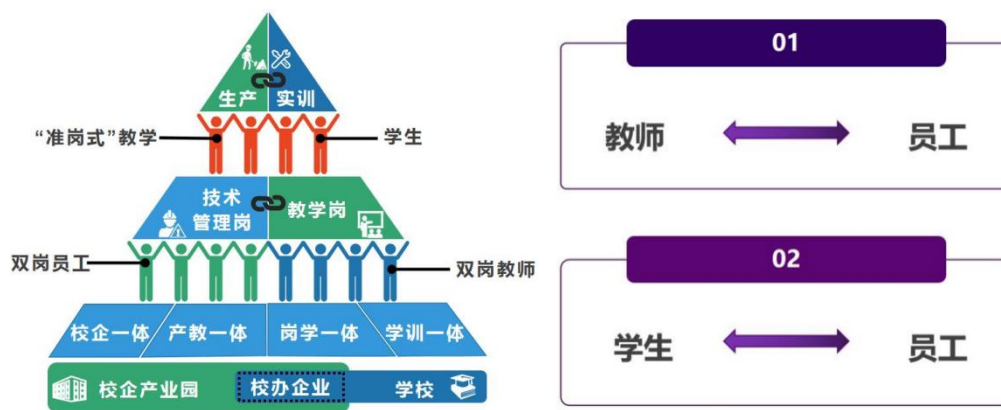 生产
实训
“准岗式”教学
学生
技术
管理岗
教学岗
双岗员工
双岗教师
校企一体
产教一体
岗学一体
学训一体
校企产业园
校办企业
学校
01
教师
员工
02
学生
员工